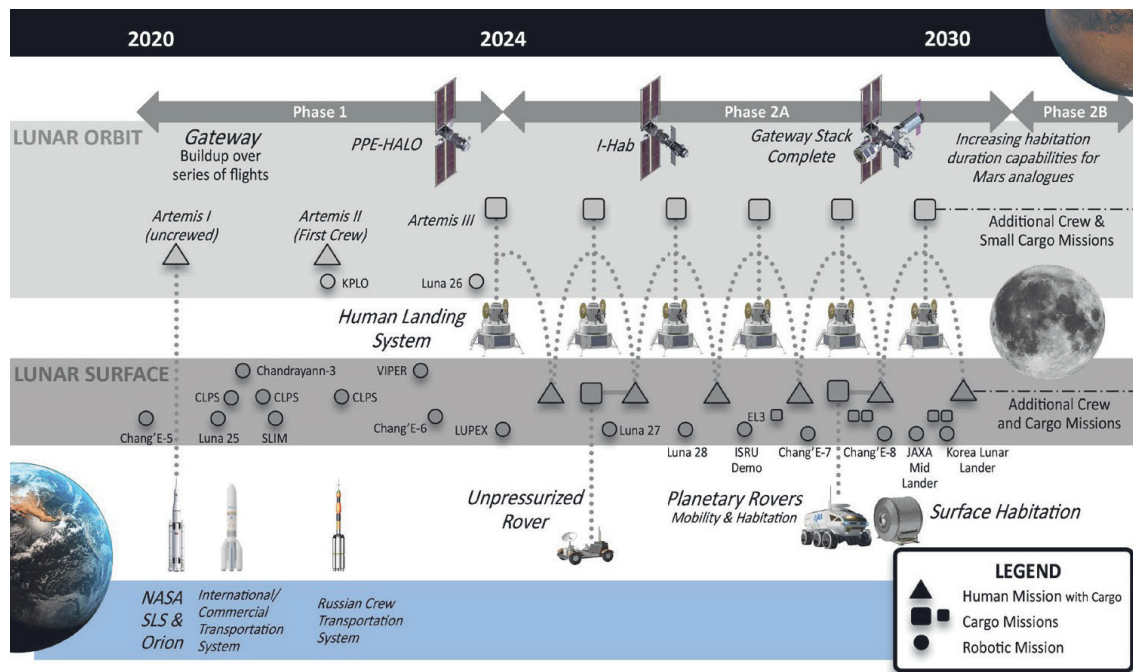 2020
2024
2030
Phase 1
Phase 2A
Phase 2B
LUNAR ORBIT
Gateway
Buildup over
series of flights
PPE-HALO
I-Hab
Gateway Stack
Complete
Increasing habitation
duration capabilities for
Mars analogues
Artemis I
(uncrewed)
Artemis II
(First Crew)
Artemis III
Additional Crew &
Small Cargo Missions
KPLO
Luna 26
Human Landing
System
LUNAR SURFACE
Chandrayann-3
VIPER
CLPS
CLPS
Chang'E-5
Luna 25
SLIM
Chang'E-6
LUPEX
Luna 27
Luna 28
ISRU
Demo
EL3
Chang'E-7
Chang'E-8
JAXA
Mid
Lander
Korea Lunar
Lander
Additional Crew
and Cargo Missions
Unpressurized
Rover
Planetary Rovers
Mobility & Habitation
Surface Habitation
NASA
SLS &
Orion
International/
Commercial
Transportation
System
Russian Crew
Transportation
System
LEGEND
Human Mission with Cargo
Cargo Missions
Robotic Mission